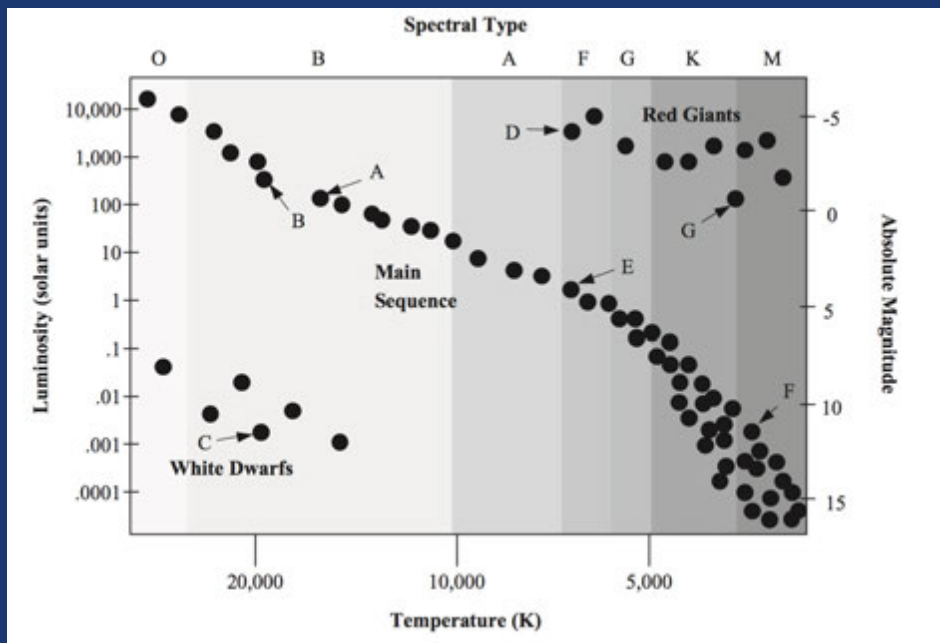 Spectral Type
O B A F G K M
10,000
1,000
100
10
1
.1
.01
.001
.0001
Luminosity (solar units)
Red Giants
D
A
B
G
Main
Sequence
E
F
C
White Dwarfs
-5
0
5
10
15
Absolute Magnitude
20,000 10,000 5,000
Temperature (K)